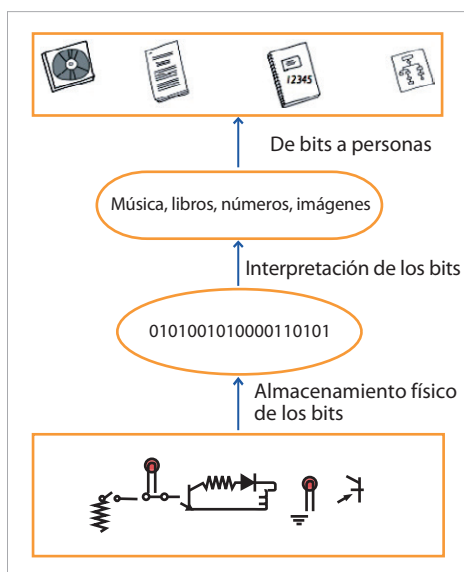 12345
De bits a personas
Música, libros, números, imágenes
Interpretación de los bits
0101001010000110101
Almacenamiento físico
de los bits